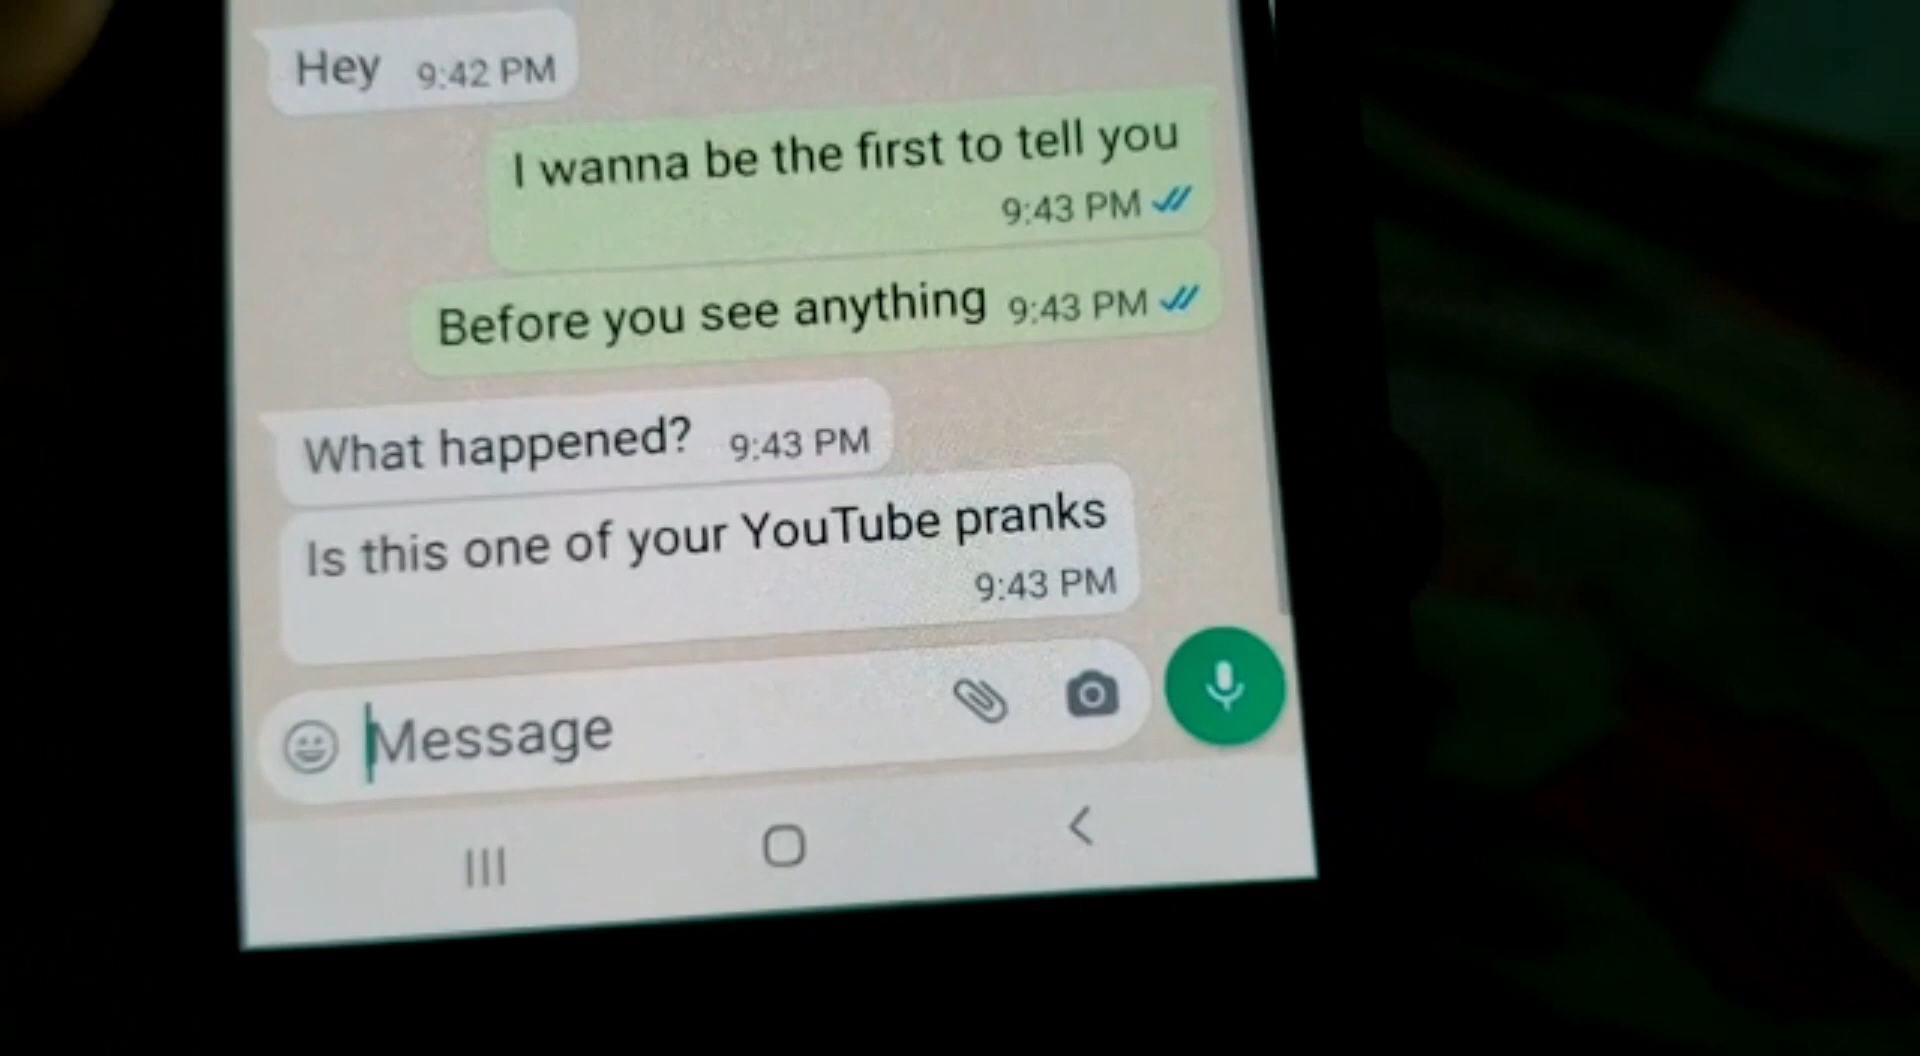 Hey 9:42 PM
I wanna be the first to tell you
9:43 PM
Before you see anything 9:43 PM
What happened? 9:43 PM
Is this one of your YouTube pranks
9:43 PM
Message